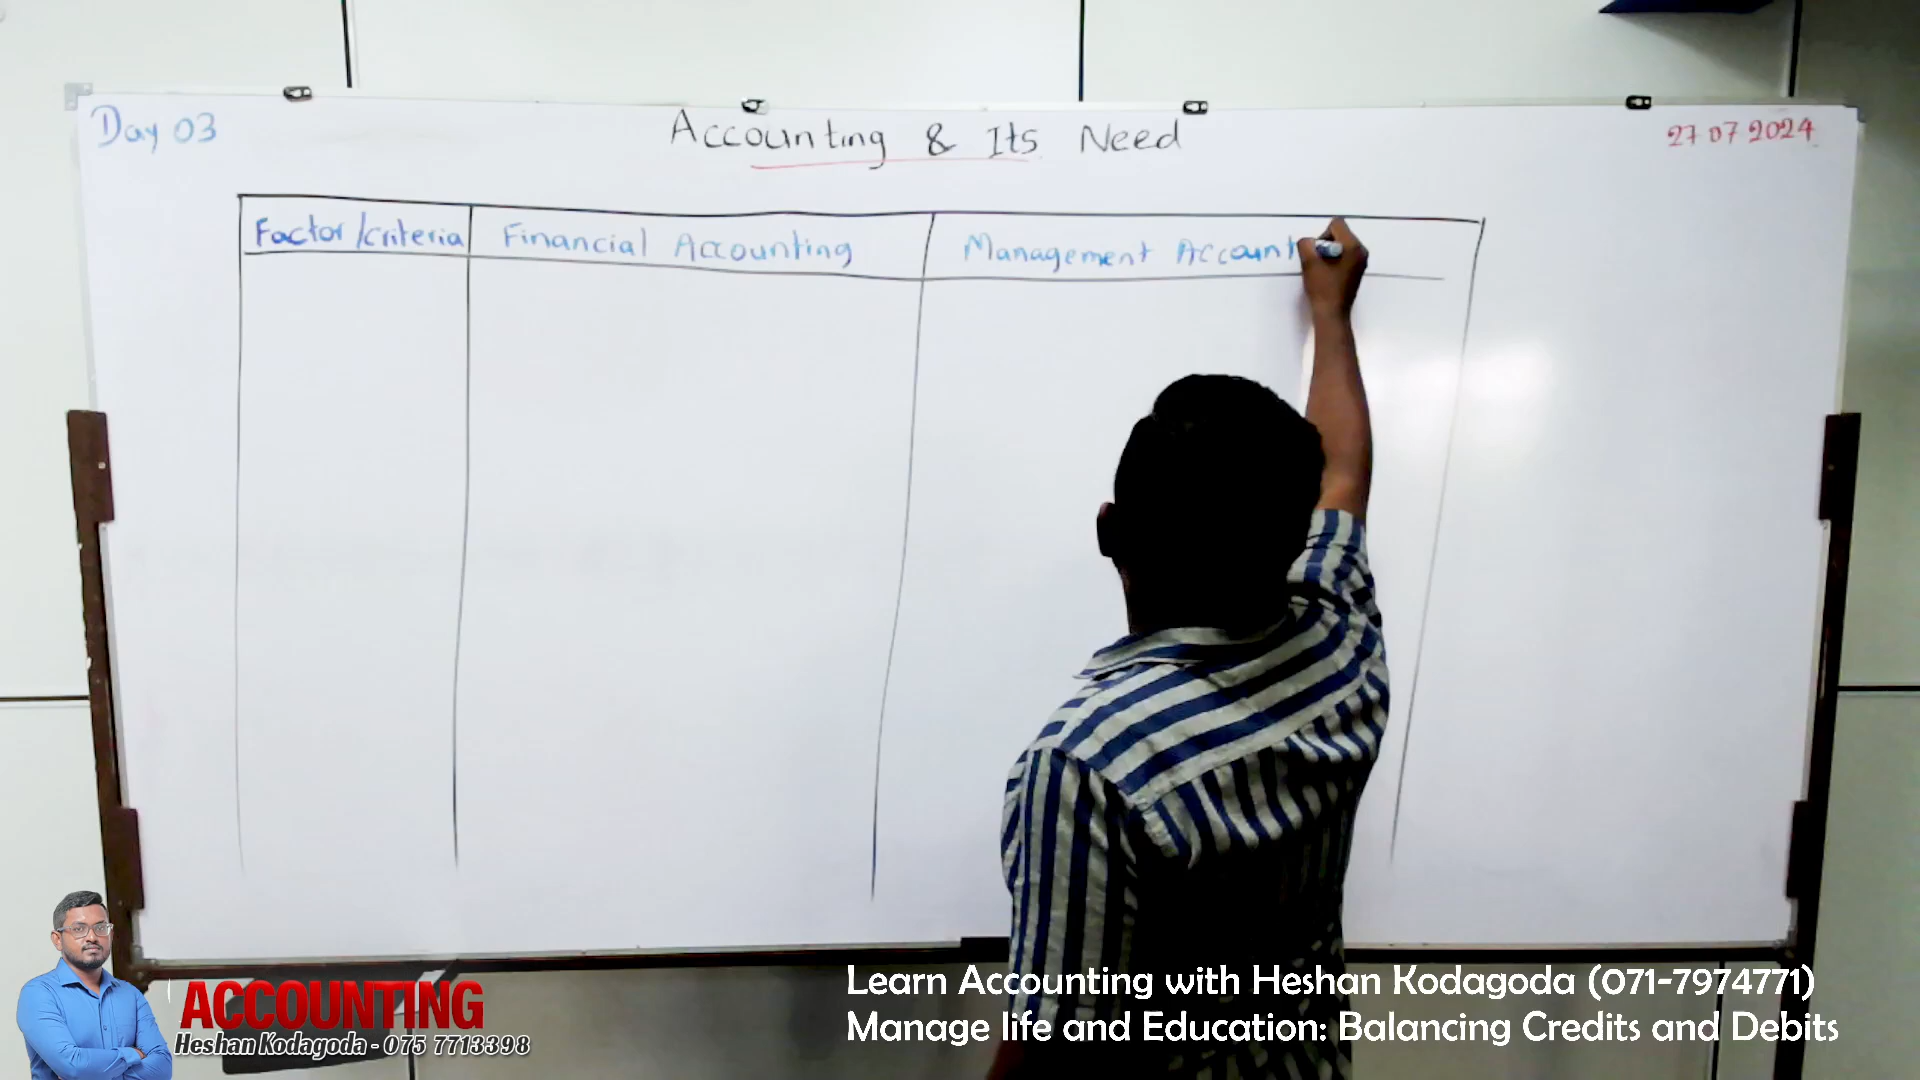 Day 03
Accounting & Its Need
27 07 2024
Factor/criteria
Financial Accounting
Management Account
ACCOUNTING
Heshan Kodagoda - 075 7713398
Learn Accounting with Heshan Kodagoda (071-7974771)
Manage life and Education: Balancing Credits and Debits